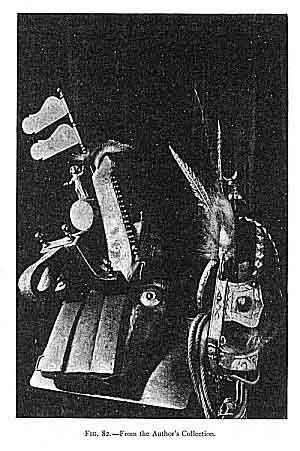 FIG. 82.—From the Author's Collection.